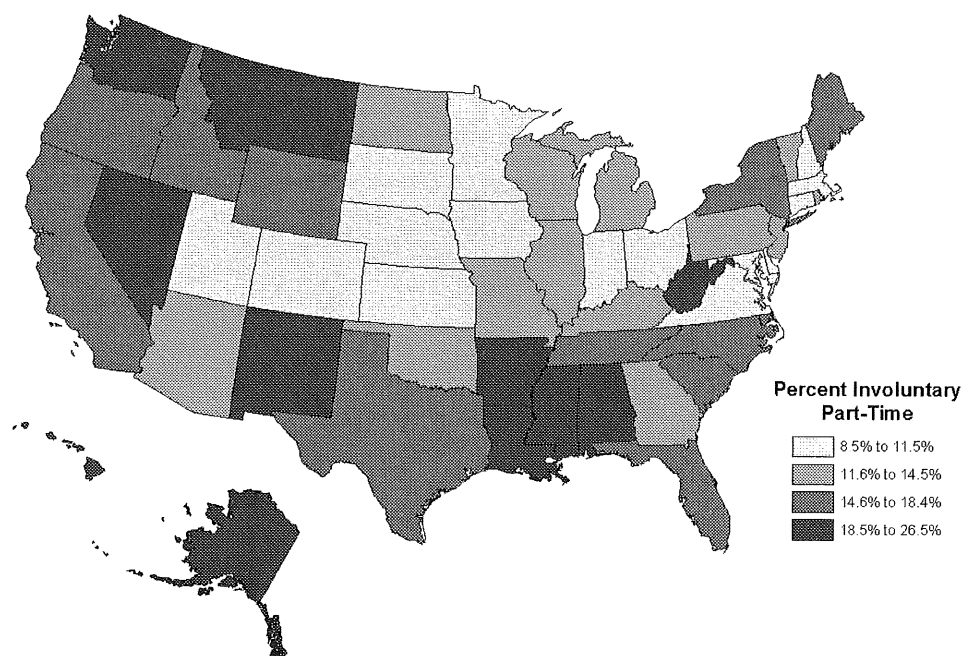 Percent Involuntary
Part-Time
8.5% to 11.5%
11.6% to 14.5%
14.6% to 18.4%
18.5% to 26.5%